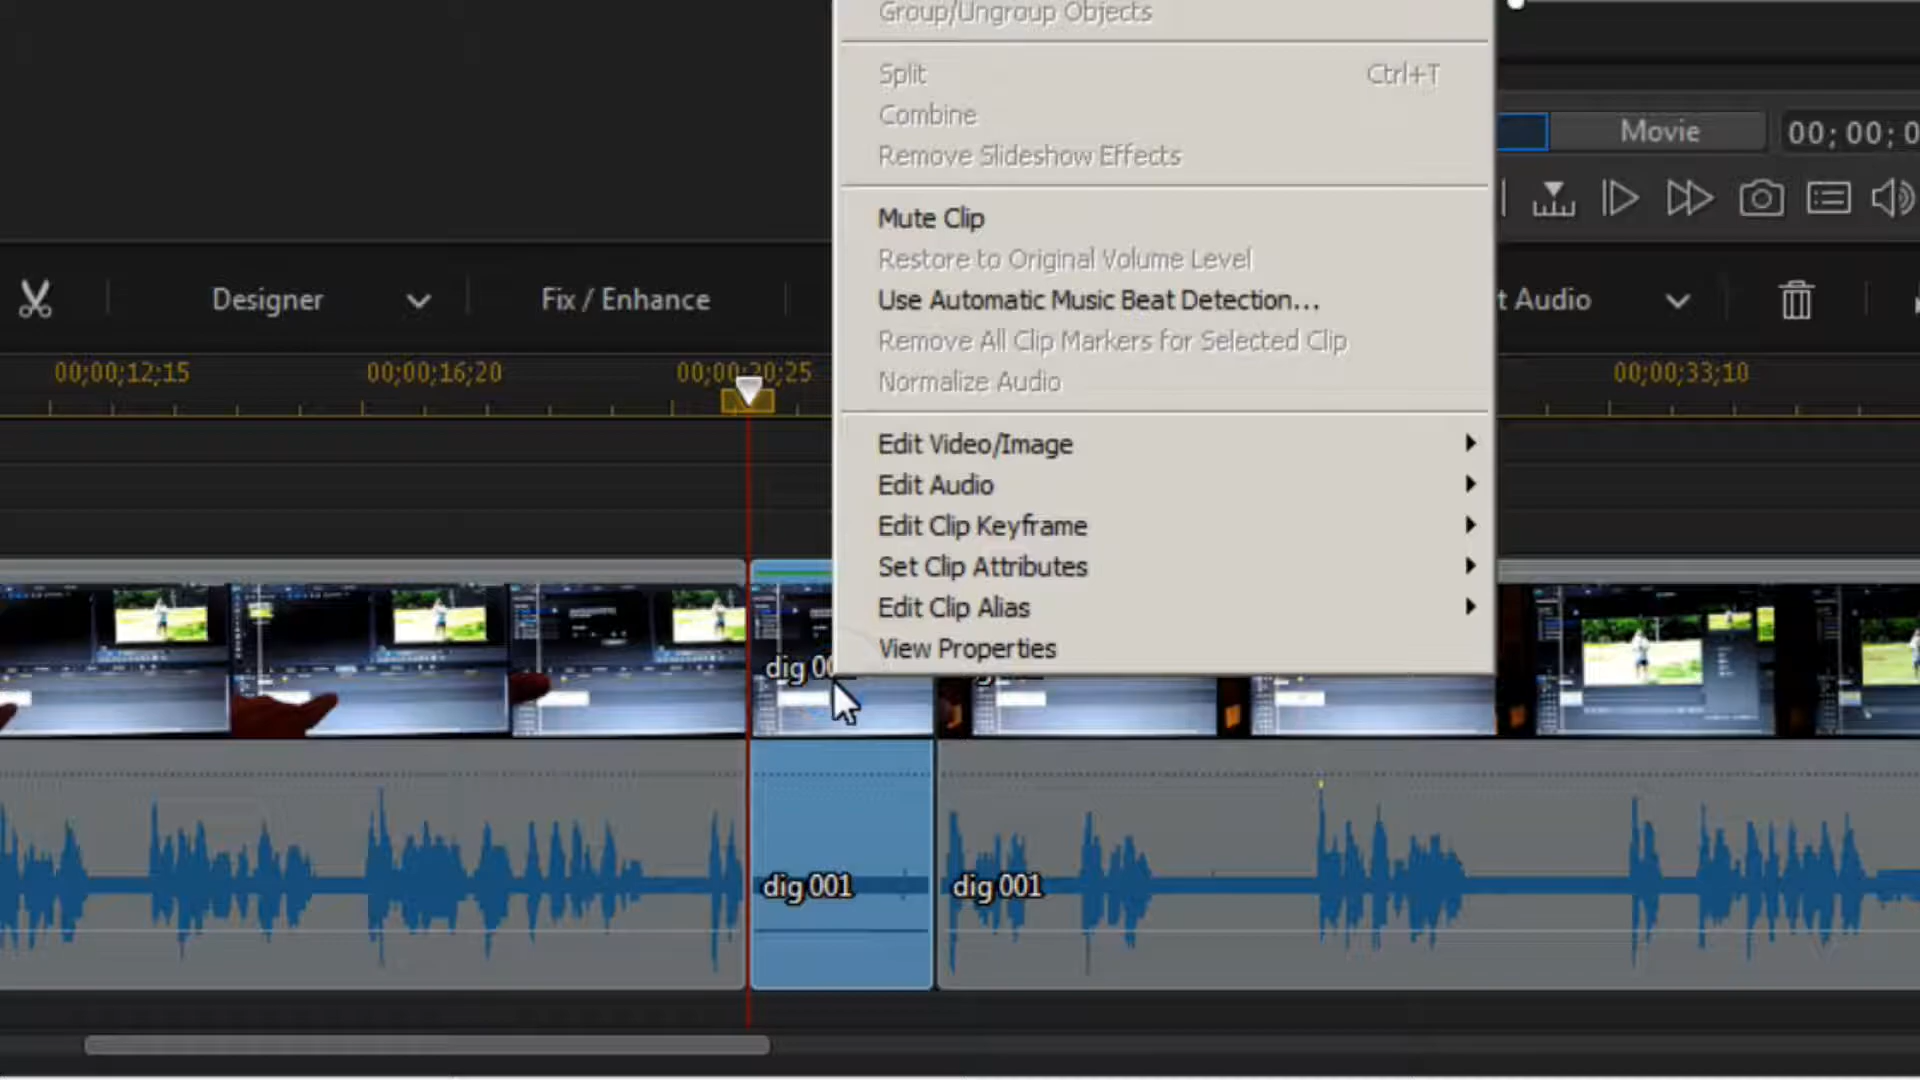 Group/Ungroup Objects
Split Ctrl+T
Combine
Remove Slideshow Effects
Movie 00; 00; 0
Mute Clip
Restore to Original Volume Level
Designer Fix / Enhance Use Automatic Music Beat Detection... t Audio
Remove All Clip Markers for Selected Clip
00;00;12;15 00;00;16;20 00;00;20;25 00;00;33;10
Normalize Audio
Edit Video/Image
Edit Audio
Edit Clip Keyframe
Set Clip Attributes
Edit Clip Alias
View Properties
dig 00
dig 001 dig 001